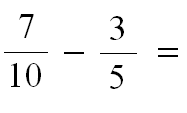 7/10 − 3/5 =